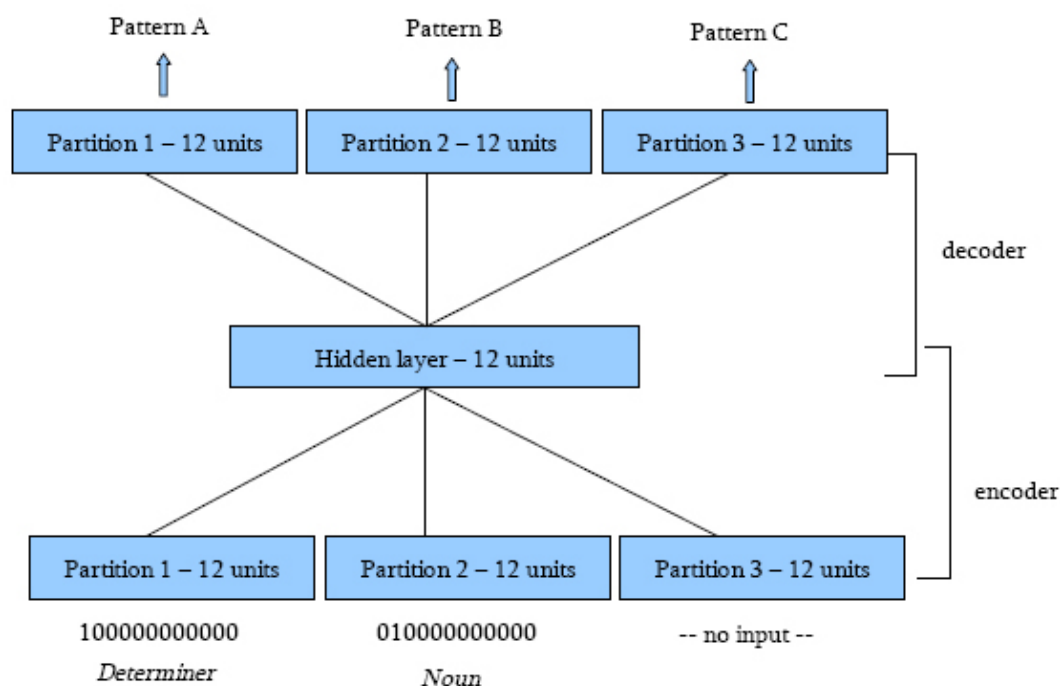 Pattern A
Pattern B
Pattern C
Partition 1 – 12 units
Partition 2 – 12 units
Partition 3 – 12 units
decoder
Hidden layer – 12 units
encoder
Partition 1 – 12 units
Partition 2 – 12 units
Partition 3 – 12 units
100000000000
010000000000
-- no input --
Determiner
Noun